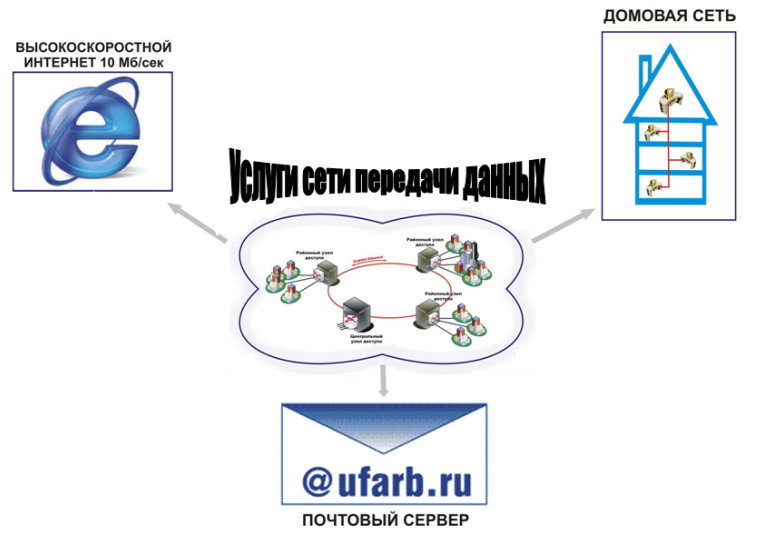 ДОМОВАЯ СЕТЬ
ВЫСОКОСКОРОСТНОЙ
ИНТЕРНЕТ 10 Мб/сек
Услуги сети передачи данных
Районный узел
доступа
Районный узел
доступа
Районный узел
доступа
Центральный
узел доступа
@ufarb.ru
ПОЧТОВЫЙ СЕРВЕР